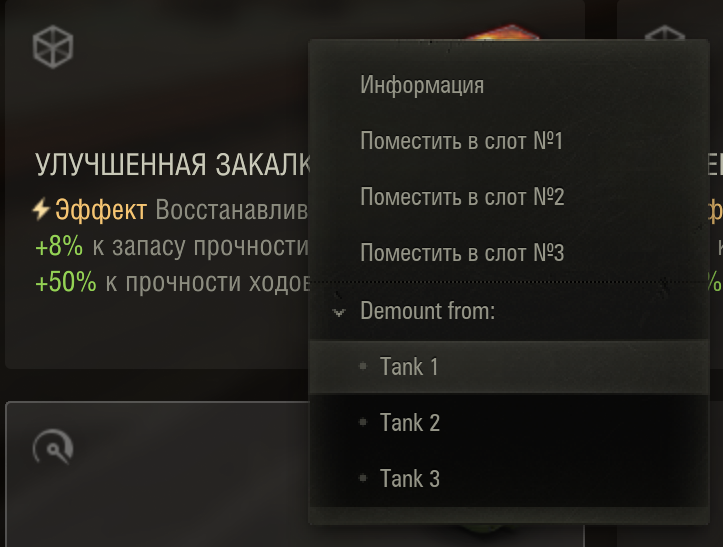 Информация
Поместить в слот №1
УЛУЧШЕННАЯ ЗАКАЛК
Поместить в слот №2
Эффект Восстанавлив
+8% к запасу прочности
Поместить в слот №3
+50% к прочности ходов
Demount from:
Tank 1
Tank 2
Tank 3